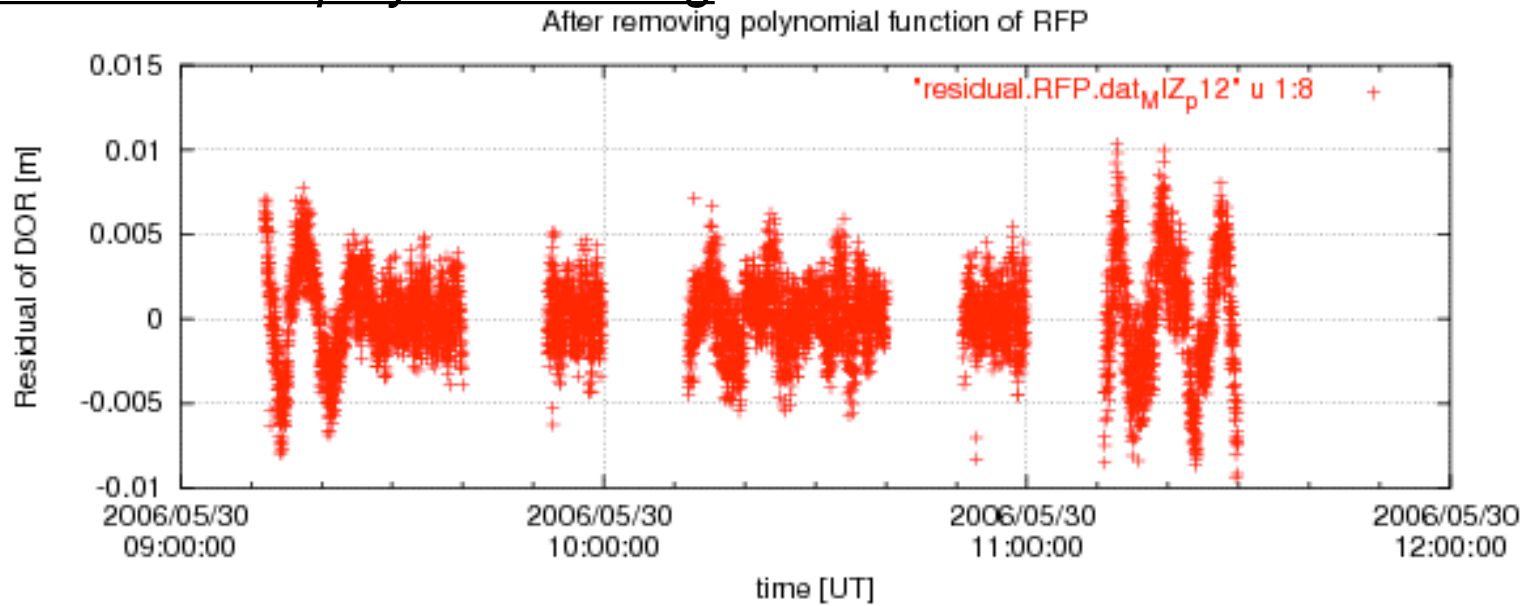 After removing polynomial function of RFP
"residual.RFP.dat_MIZ_p12" u 1:8
Residual of DOR [m]
0.015
0.01
0.005
0
-0.005
-0.01
2006/05/30 2006/05/30 2006/05/30 2006/05/30
09:00:00 10:00:00 11:00:00 12:00:00
time [UT]